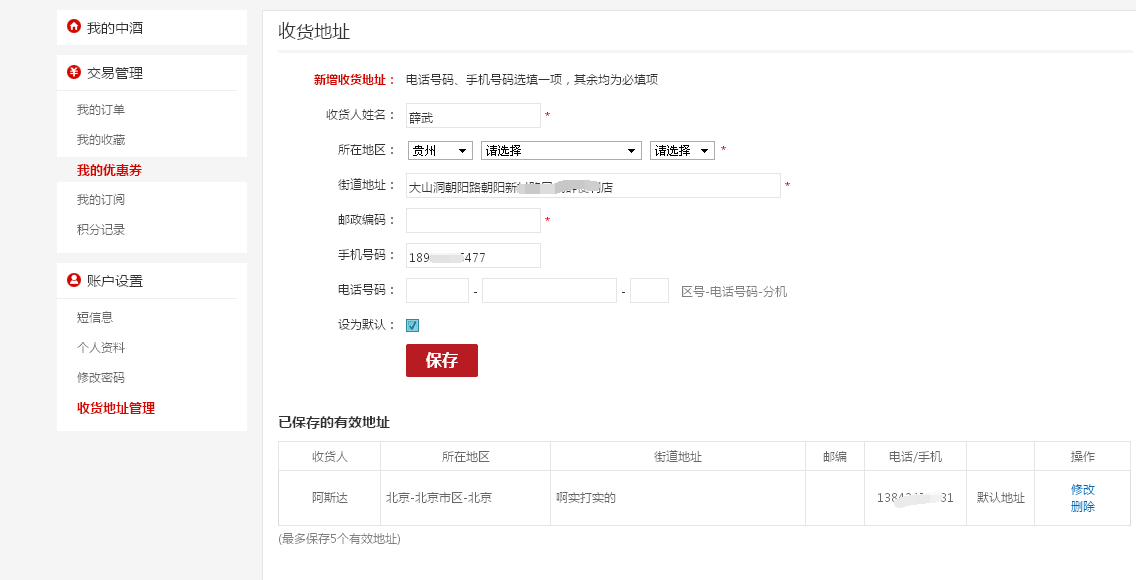 我的中酒
交易管理
我的订单
我的收藏
我的优惠券
我的订阅
积分记录
账户设置
短信息
个人资料
修改密码
收货地址管理
收货地址
新增收货地址： 电话号码、手机号码选填一项，其余均为必填项
收货人姓名： 薛武 *
所在地区： 贵州 请选择 请选择 *
街道地址： 大山洞朝阳路朝阳新 店 *
邮政编码： *
手机号码： 189 477
电话号码： - - 区号-电话号码-分机
设为默认：
保存
已保存的有效地址
收货人 所在地区 街道地址 邮编 电话/手机 操作
阿斯达 北京-北京市区-北京 啊实打实的 1384 31 默认地址 修改
删除
(最多保存5个有效地址)